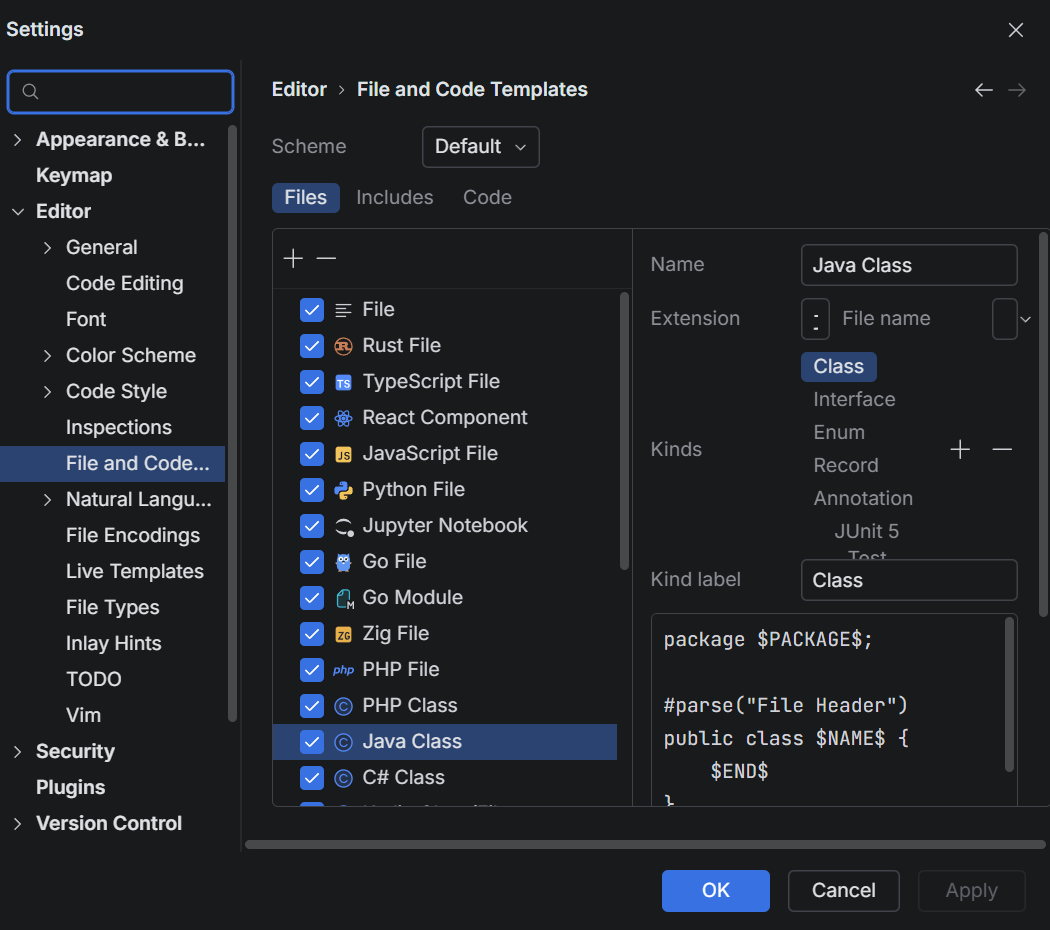 Settings
Appearance & B...
Keymap
Editor
General
Code Editing
Font
Color Scheme
Code Style
Inspections
File and Code...
Natural Langu...
File Encodings
Live Templates
File Types
Inlay Hints
TODO
Vim
Security
Plugins
Version Control
Editor › File and Code Templates
Scheme Default
Files Includes Code
File
Rust File
TS TypeScript File
React Component
JS JavaScript File
Python File
Jupyter Notebook
Go File
M Go Module
ZG Zig File
php PHP File
C PHP Class
C Java Class
C C# Class
Name Java Class
Extension File name
Kinds
Class
Interface
Enum
Record
Annotation
JUnit 5
Test
Kind label Class
package $PACKAGE$;
#parse("File Header")
public class $NAME$ {
$END$
}
OK Cancel Apply